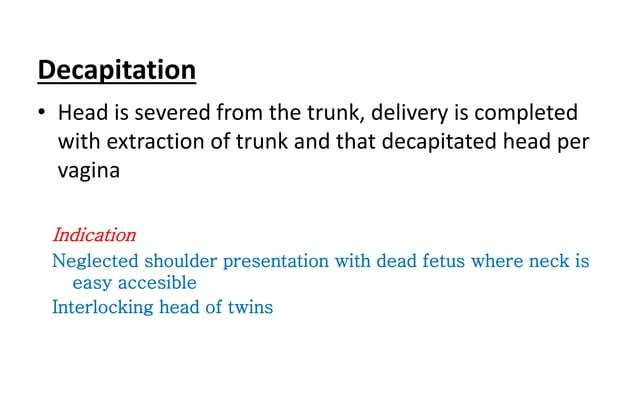 Decapitation
• Head is severed from the trunk, delivery is completed
with extraction of trunk and that decapitated head per
vagina
Indication
Neglected shoulder presentation with dead fetus where neck is
easy accesible
Interlocking head of twins